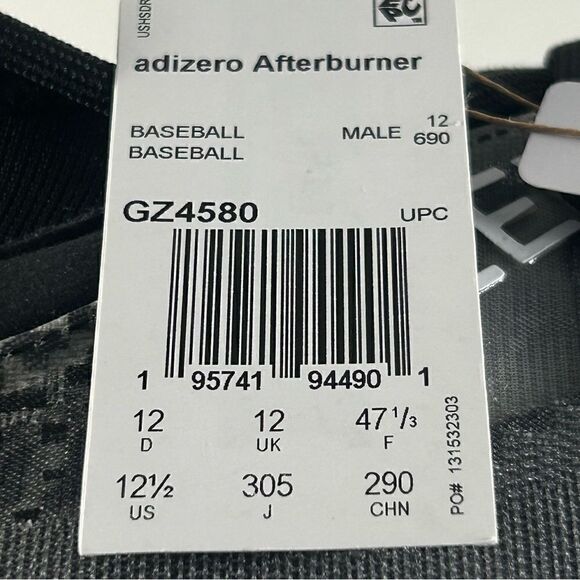 USHSDR
EPC
adizero Afterburner
BASEBALL MALE 12
BASEBALL 690
GZ4580 UPC
1 95741 94490 1
12 12 47 1/3
D UK F
12½ 305 290
US J CHN
PO# 131532303